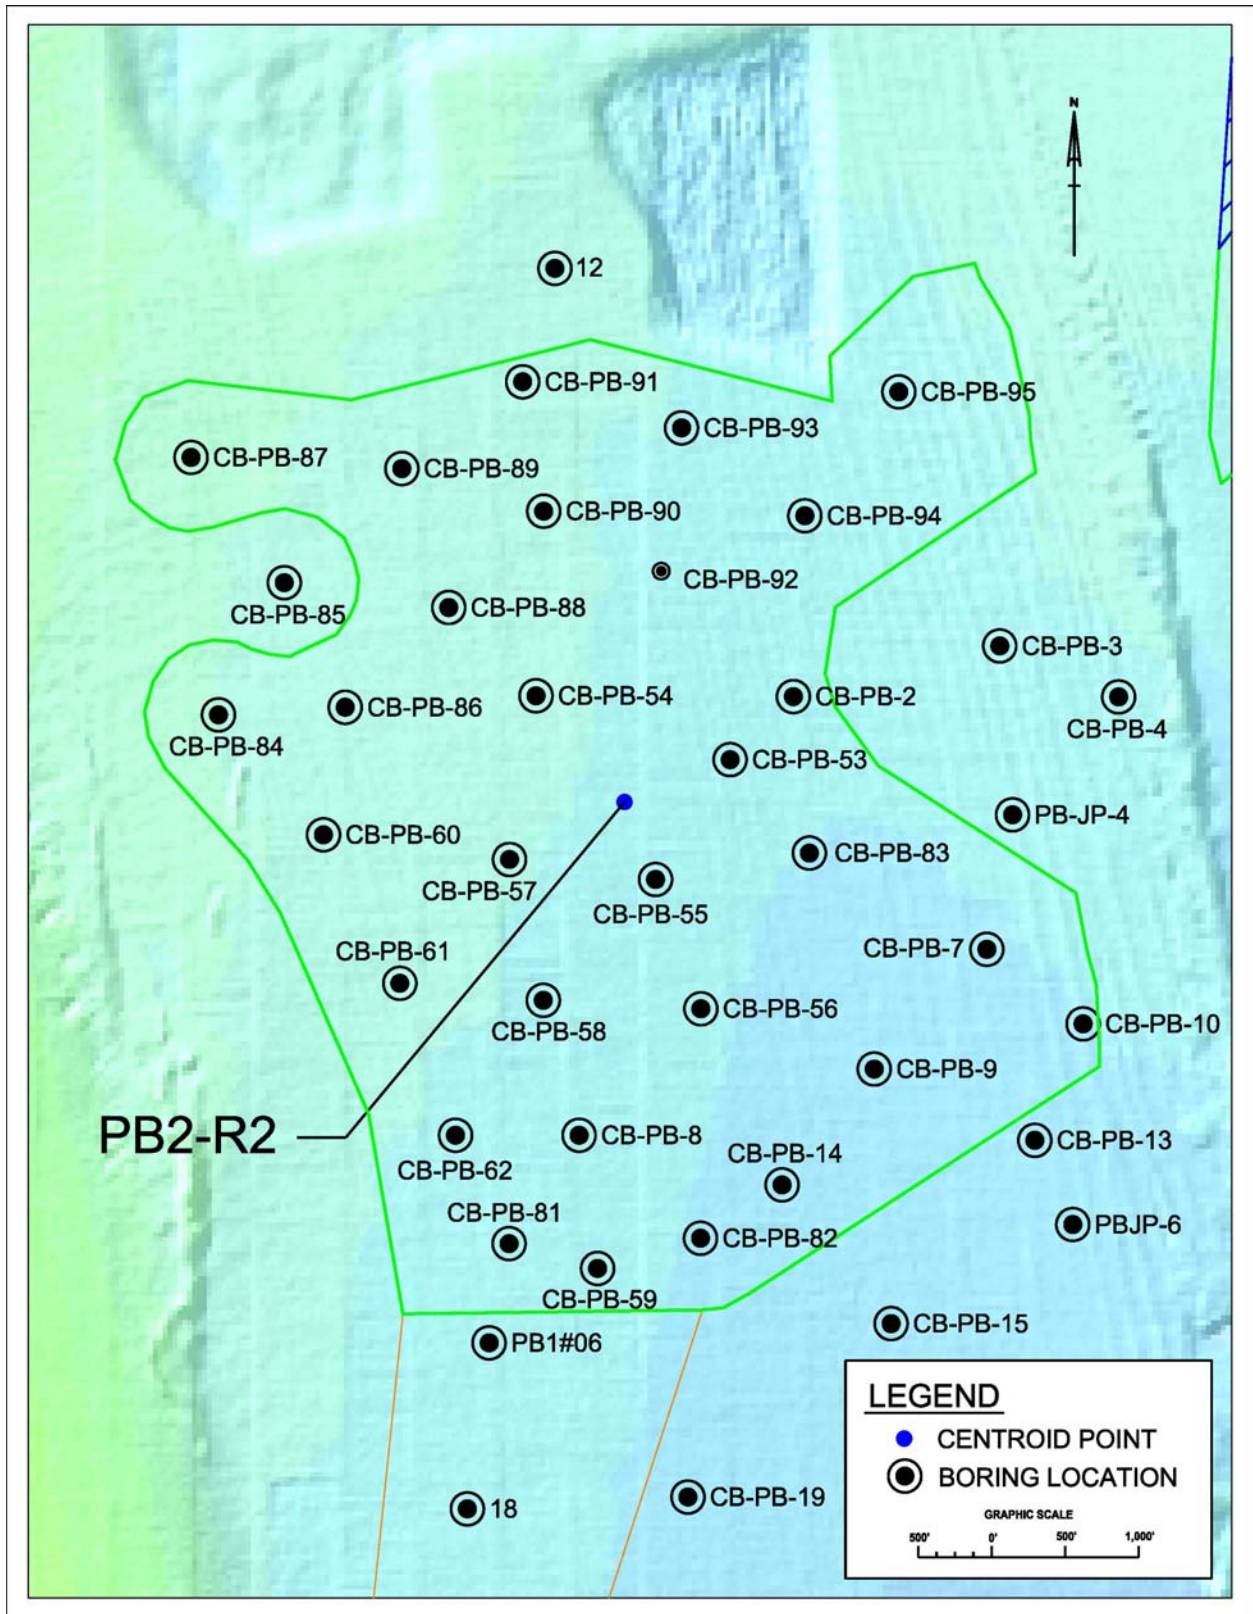 N
12
CB-PB-91
CB-PB-95
CB-PB-93
CB-PB-87
CB-PB-89
CB-PB-90
CB-PB-94
CB-PB-92
CB-PB-85
CB-PB-88
CB-PB-3
CB-PB-86
CB-PB-54
CB-PB-2
CB-PB-4
CB-PB-84
CB-PB-53
PB-JP-4
CB-PB-60
CB-PB-57
CB-PB-83
CB-PB-55
CB-PB-7
CB-PB-61
CB-PB-58
CB-PB-56
CB-PB-10
CB-PB-9
PB2-R2
CB-PB-62
CB-PB-8
CB-PB-14
CB-PB-13
CB-PB-81
CB-PB-82
PBJP-6
CB-PB-59
CB-PB-15
PB1#06
18
CB-PB-19
LEGEND
CENTROID POINT
BORING LOCATION
GRAPHIC SCALE
500' 0' 500' 1,000'